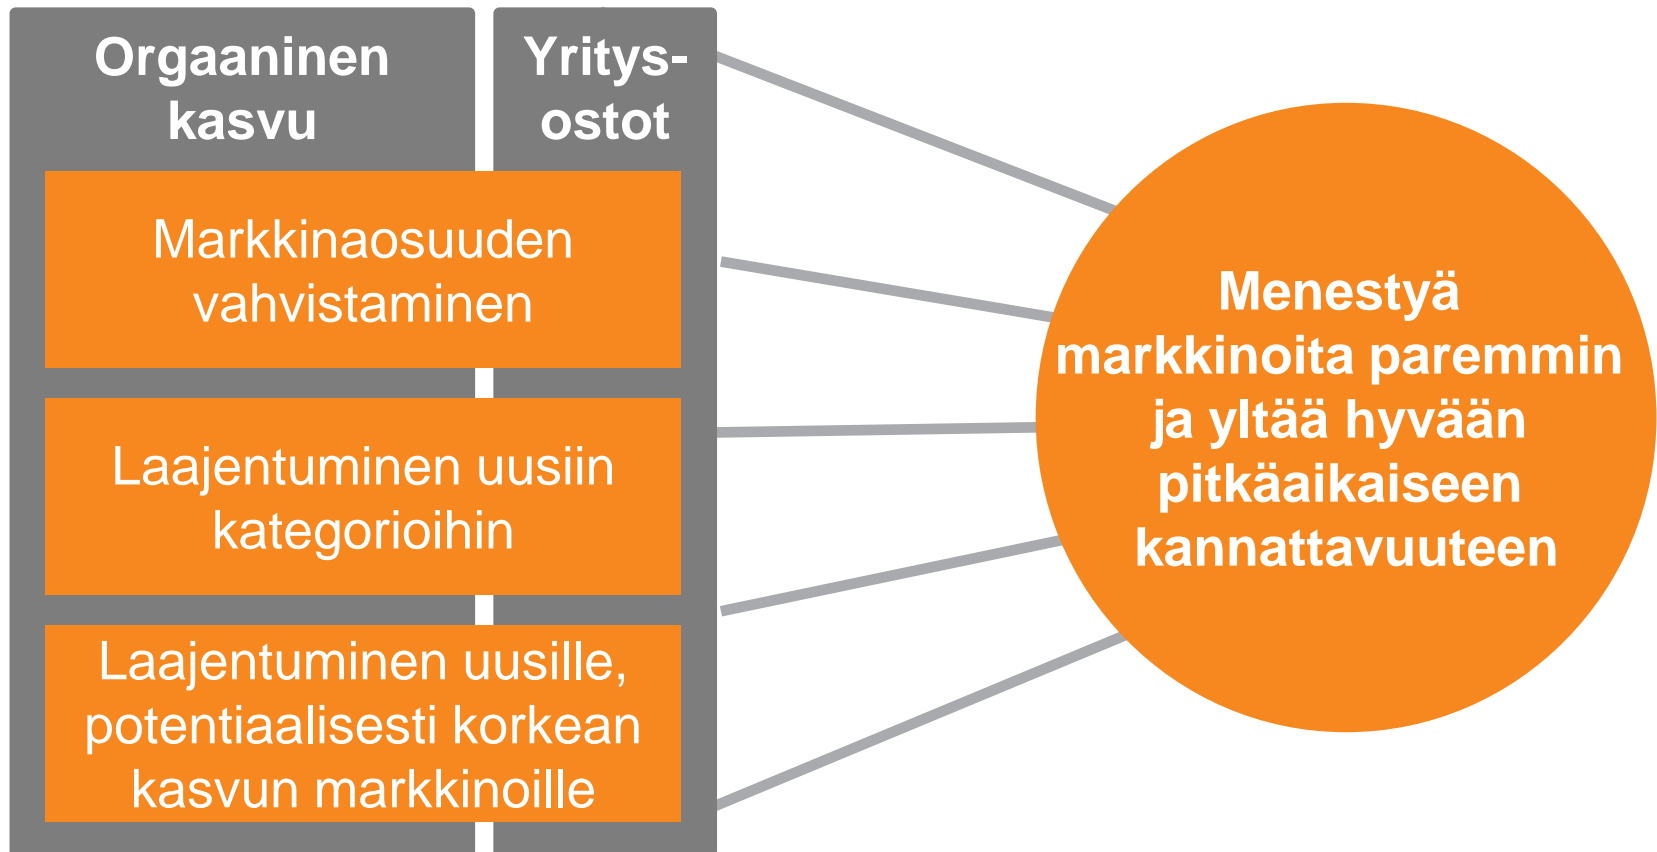 Orgaaninen
kasvu
Yritys-
ostot
Markkinaosuuden
vahvistaminen
Laajentuminen uusiin
kategorioihin
Laajentuminen uusille,
potentiaalisesti korkean
kasvun markkinoille
Menestyä
markkinoita paremmin
ja yltää hyvään
pitkäaikaiseen
kannattavuuteen